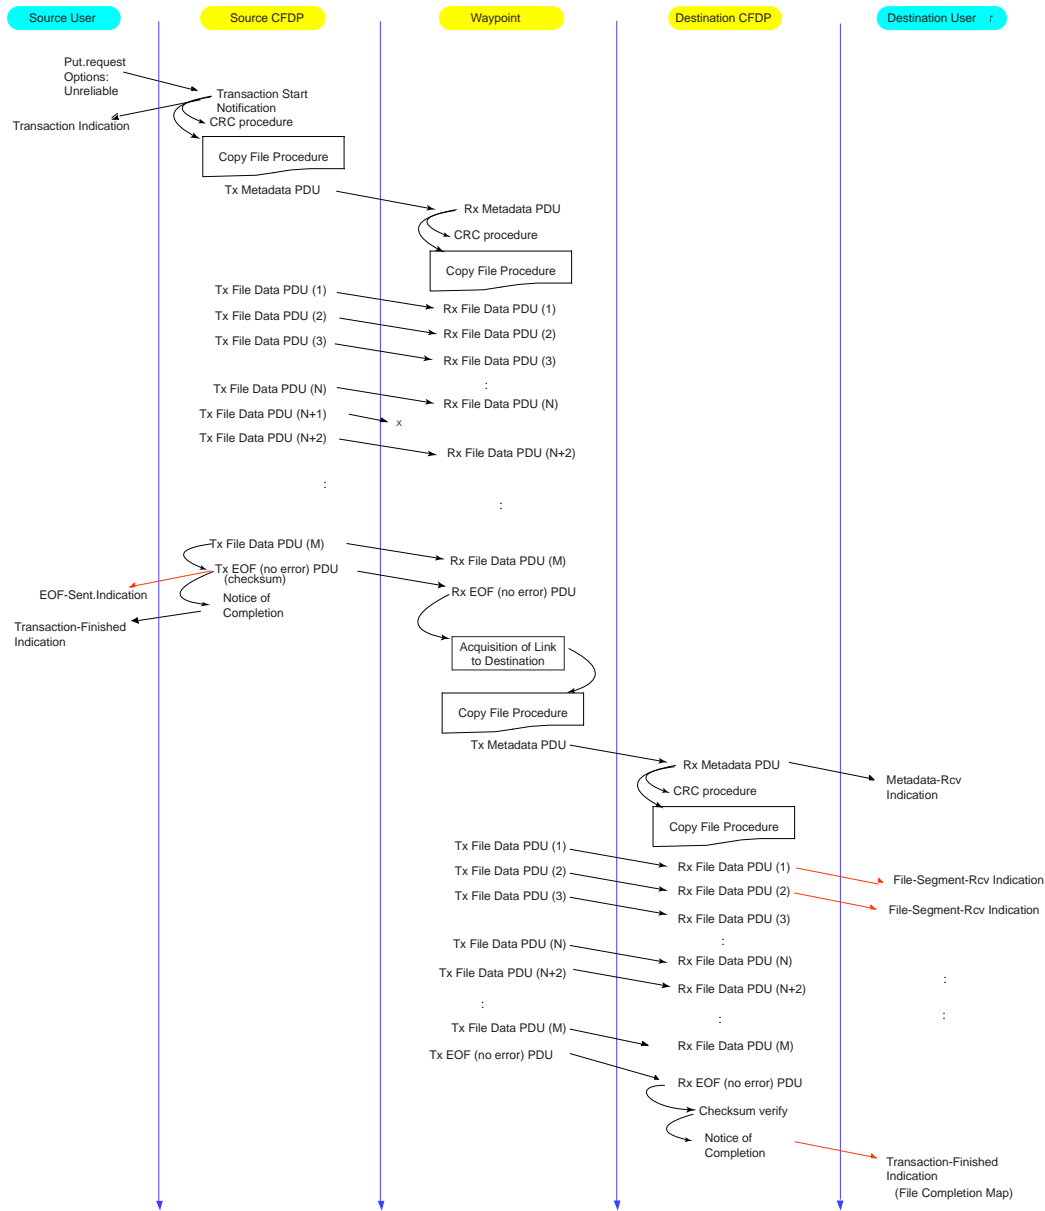 Source User
Source CFDP
Waypoint
Destination CFDP
Destination User r
Put.request
Options:
Unreliable
Transaction Start
Notification
CRC procedure
Transaction Indication
Copy File Procedure
Tx Metadata PDU
Rx Metadata PDU
CRC procedure
Copy File Procedure
Tx File Data PDU (1)
Rx File Data PDU (1)
Tx File Data PDU (2)
Rx File Data PDU (2)
Tx File Data PDU (3)
Rx File Data PDU (3)
:
Tx File Data PDU (N)
Rx File Data PDU (N)
Tx File Data PDU (N+1)
x
Tx File Data PDU (N+2)
Rx File Data PDU (N+2)
:
:
Tx File Data PDU (M)
Rx File Data PDU (M)
Tx EOF (no error) PDU
(checksum)
Rx EOF (no error) PDU
EOF-Sent.Indication
Notice of
Completion
Transaction-Finished
Indication
Acquisition of Link
to Destination
Copy File Procedure
Tx Metadata PDU
Rx Metadata PDU
Metadata-Rcv
Indication
CRC procedure
Copy File Procedure
Tx File Data PDU (1)
Rx File Data PDU (1)
File-Segment-Rcv Indication
Tx File Data PDU (2)
Rx File Data PDU (2)
File-Segment-Rcv Indication
Tx File Data PDU (3)
Rx File Data PDU (3)
:
Tx File Data PDU (N)
Rx File Data PDU (N)
Tx File Data PDU (N+2)
Rx File Data PDU (N+2)
:
:
:
:
Tx File Data PDU (M)
Rx File Data PDU (M)
Tx EOF (no error) PDU
Rx EOF (no error) PDU
Checksum verify
Notice of
Completion
Transaction-Finished
Indication
(File Completion Map)